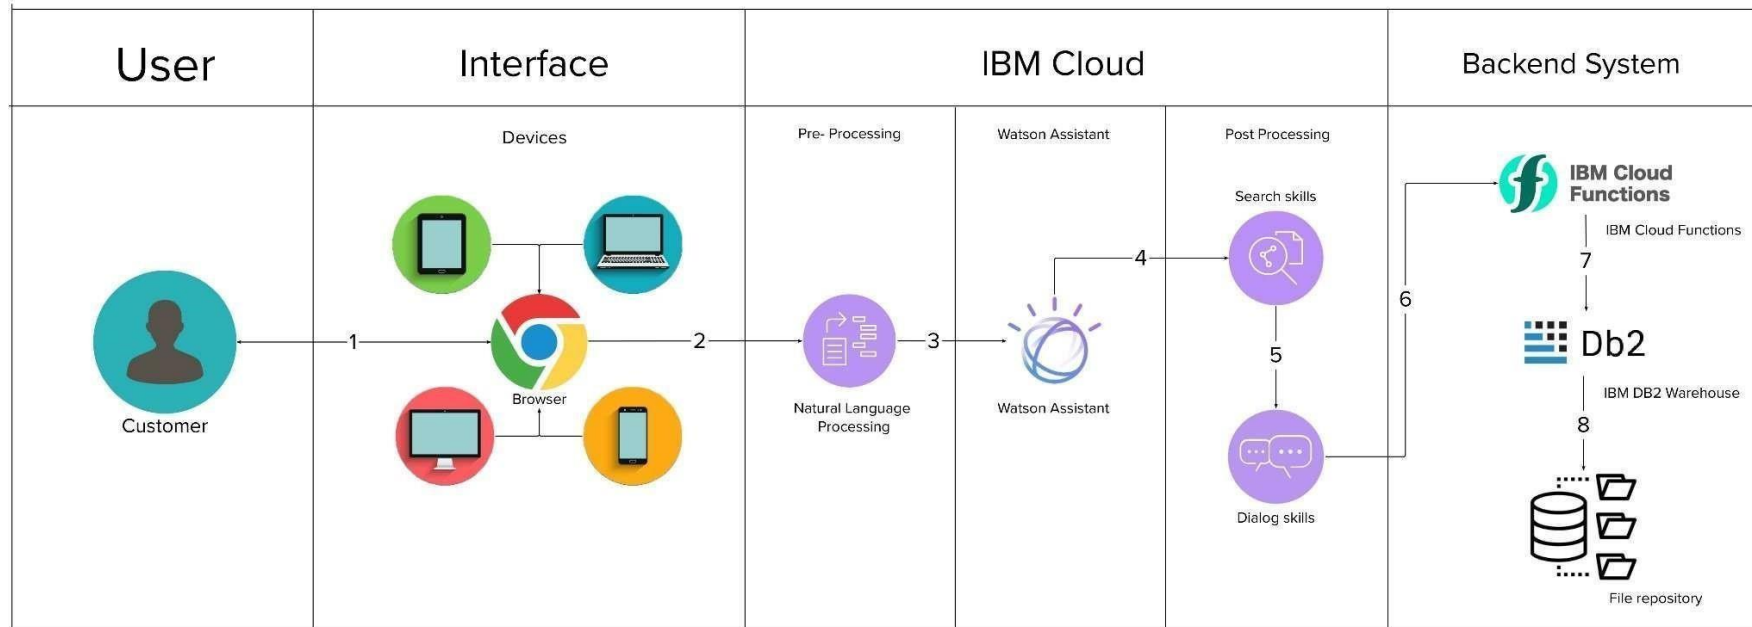 User
Interface
IBM Cloud
Backend System
Devices
Pre- Processing
Watson Assistant
Post Processing
Search skills
IBM Cloud
Functions
IBM Cloud Functions
1
2
3
4
5
6
7
8
Customer
Browser
Natural Language
Processing
Watson Assistant
Dialog skills
Db2
IBM DB2 Warehouse
File repository